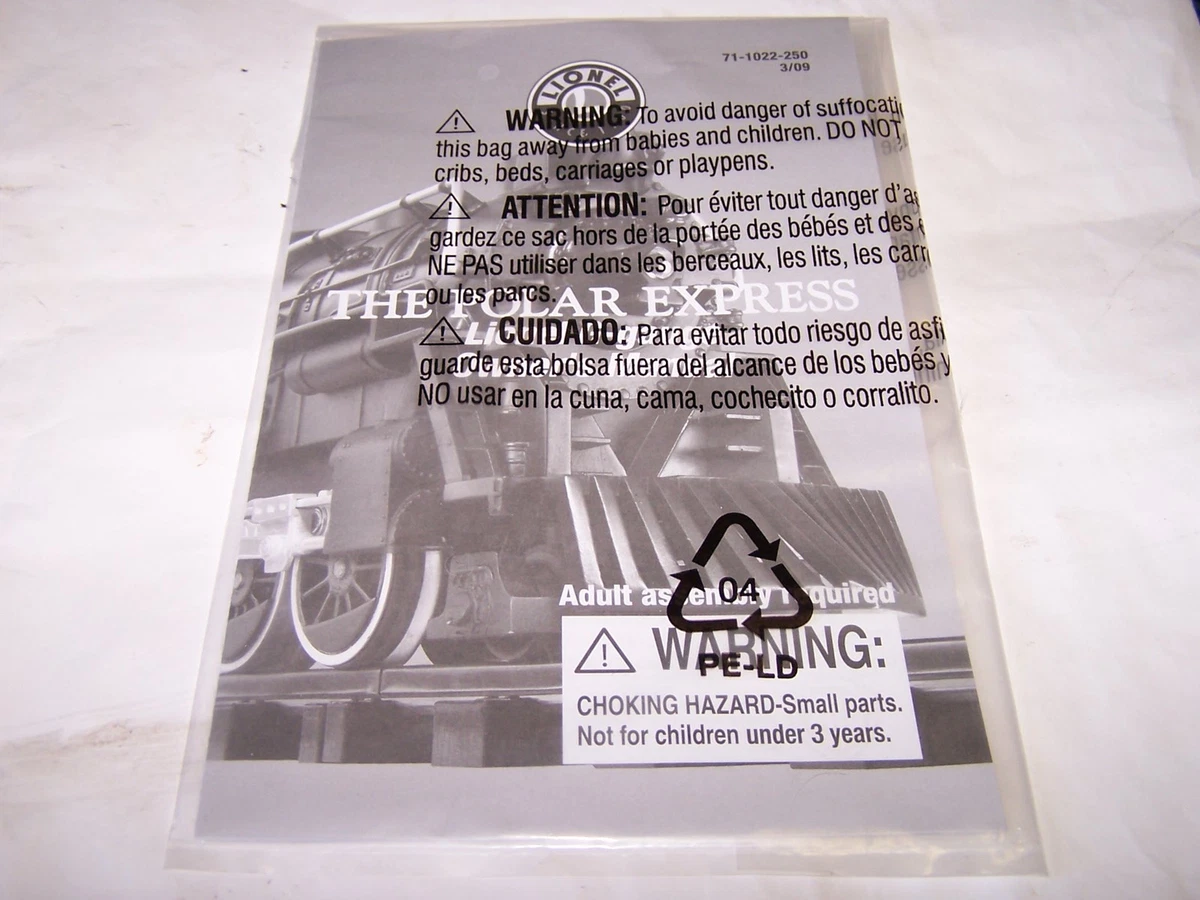 71-1022-250
3/09
LIONEL
WARNING: To avoid danger of suffocati
this bag away from babies and children. DO NOT
cribs, beds, carriages or playpens.
ATTENTION: Pour éviter tout danger d'as
gardez ce sac hors de la portée des bébés et des
NE PAS utiliser dans les berceaux, les lits, les carr
ou les parcs.
THE POLAR EXPRESS
CUIDADO: Para evitar todo riesgo de asfi
guarde esta bolsa fuera del alcance de los bebés y
NO usar en la cuna, cama, cochecito o corralito.
04
PE-LD
Adult assembly required
WARNING:
CHOKING HAZARD-Small parts.
Not for children under 3 years.